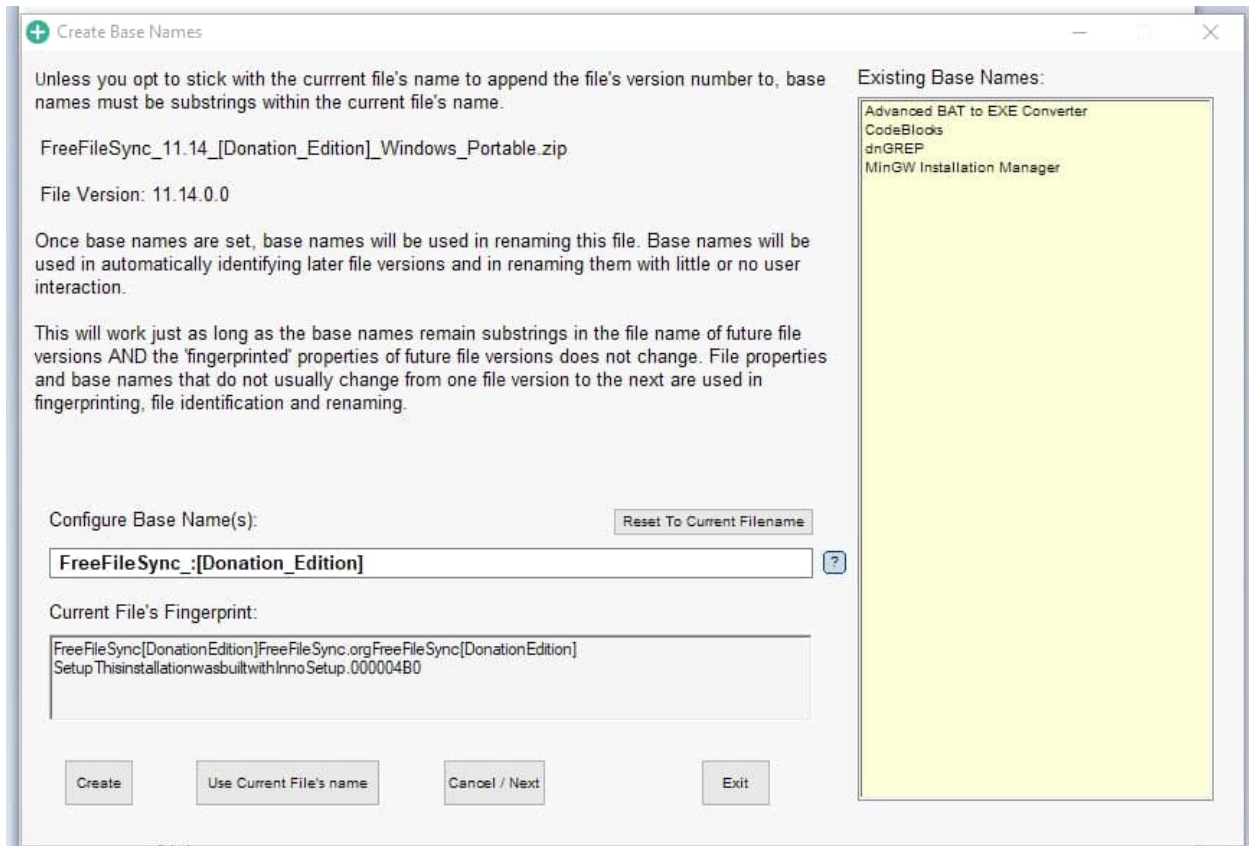 Create Base Names
Unless you opt to stick with the currrent file's name to append the file's version number to, base
names must be substrings within the current file's name.
FreeFileSync_11.14_[Donation_Edition]_Windows_Portable.zip
File Version: 11.14.0.0
Once base names are set, base names will be used in renaming this file. Base names will be
used in automatically identifying later file versions and in renaming them with little or no user
interaction.
This will work just as long as the base names remain substrings in the file name of future file
versions AND the 'fingerprinted' properties of future file versions does not change. File properties
and base names that do not usually change from one file version to the next are used in
fingerprinting, file identification and renaming.
Configure Base Name(s):
Reset To Current Filename
FreeFileSync_:[Donation_Edition]
?
Current File's Fingerprint:
FreeFileSync[DonationEdition]FreeFileSync.orgFreeFileSync[DonationEdition]
SetupThisinstallationwasbuiltwithInnoSetup.000004B0
Create
Use Current File's name
Cancel / Next
Exit
Existing Base Names:
Advanced BAT to EXE Converter
CodeBlocks
dnGREP
MinGW Installation Manager